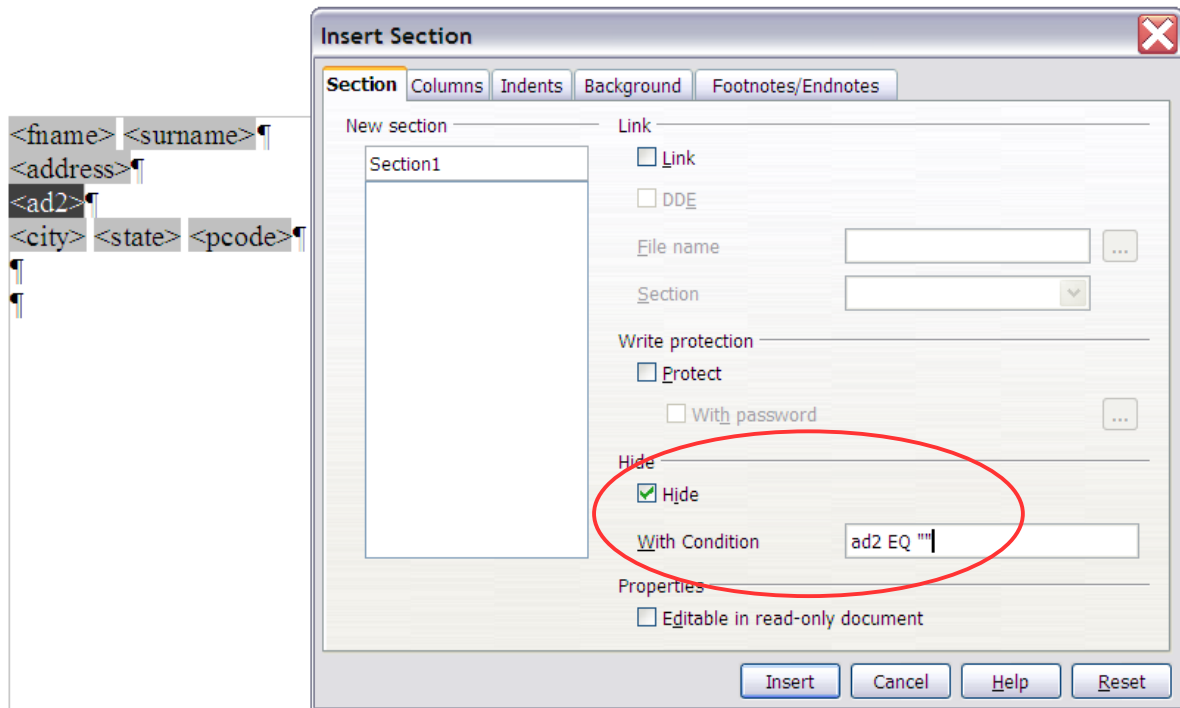 Insert Section
Section Columns Indents Background Footnotes/Endnotes
<fname> <surname>¶
<address>¶
<ad2>¶
<city> <state> <pcode>¶
¶
¶
New section
Section1
Link
Link
DDE
File name
...
Section
Write protection
Protect
With password
...
Hide
Hide
With Condition
ad2 EQ ""
Properties
Editable in read-only document
Insert Cancel Help Reset